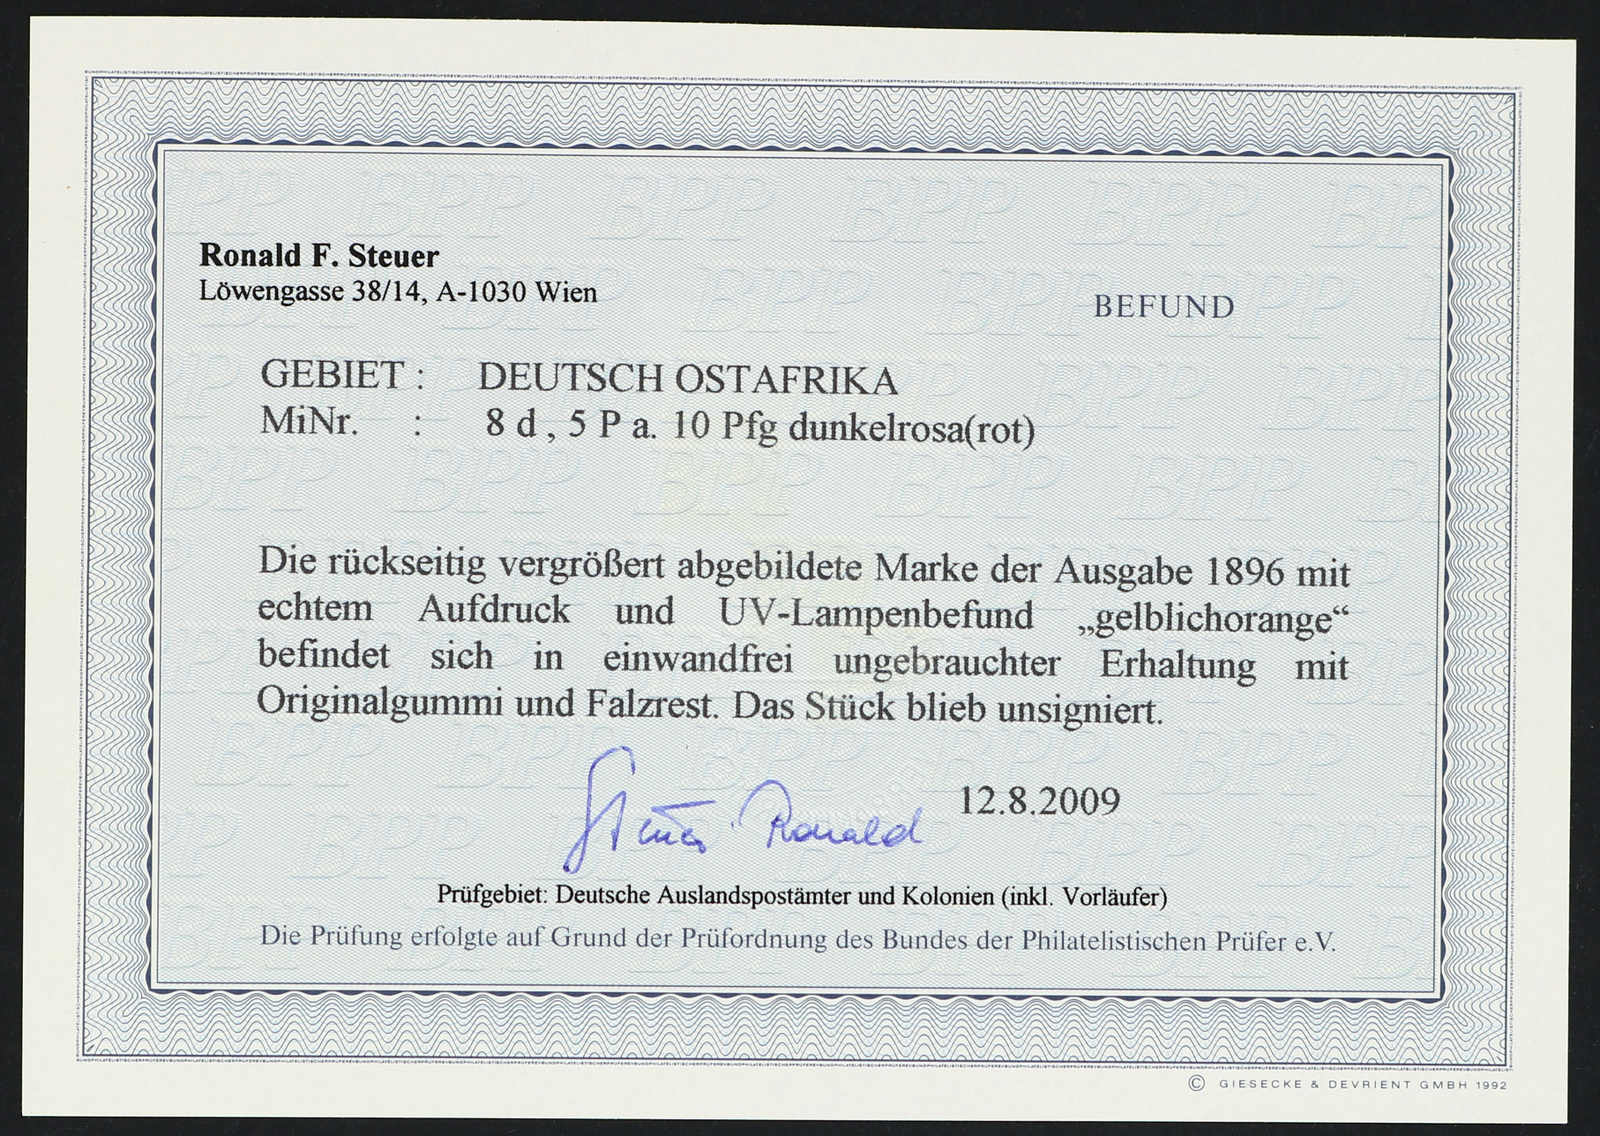 Ronald F. Steuer
Löwengasse 38/14, A-1030 Wien
BEFUND
GEBIET : DEUTSCH OSTAFRIKA
MiNr. : 8 d , 5 P a. 10 Pfg dunkelrosa(rot)
Die rückseitig vergrößert abgebildete Marke der Ausgabe 1896 mit
echtem Aufdruck und UV-Lampenbefund „gelblichorange“
befindet sich in einwandfrei ungebrauchter Erhaltung mit
Originalgummi und Falzrest. Das Stück blieb unsigniert.
Steuer Ronald 12.8.2009
Prüfgebiet: Deutsche Auslandspostämter und Kolonien (inkl. Vorläufer)
Die Prüfung erfolgte auf Grund der Prüfordnung des Bundes der Philatelistischen Prüfer e.V.
© GIESECKE & DEVRIENT GMBH 1992